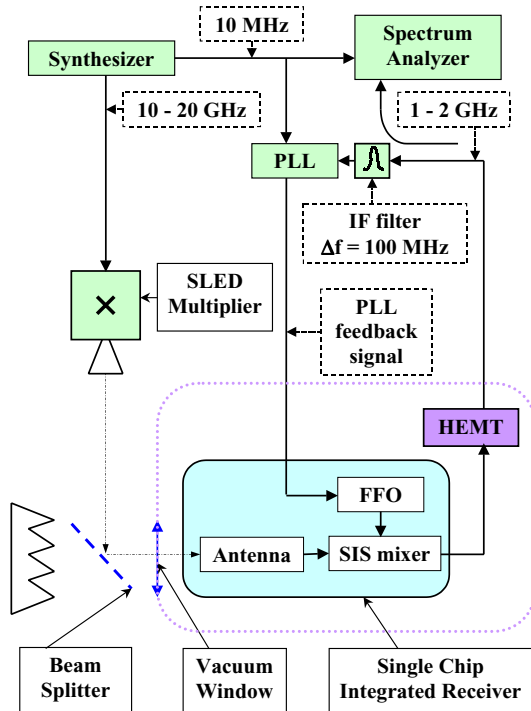 10 MHz
Synthesizer
Spectrum
Analyzer
10 - 20 GHz
1 - 2 GHz
PLL
IF filter
Δf = 100 MHz
SLED
Multiplier
PLL
feedback
signal
HEMT
FFO
Antenna
SIS mixer
Beam
Splitter
Vacuum
Window
Single Chip
Integrated Receiver